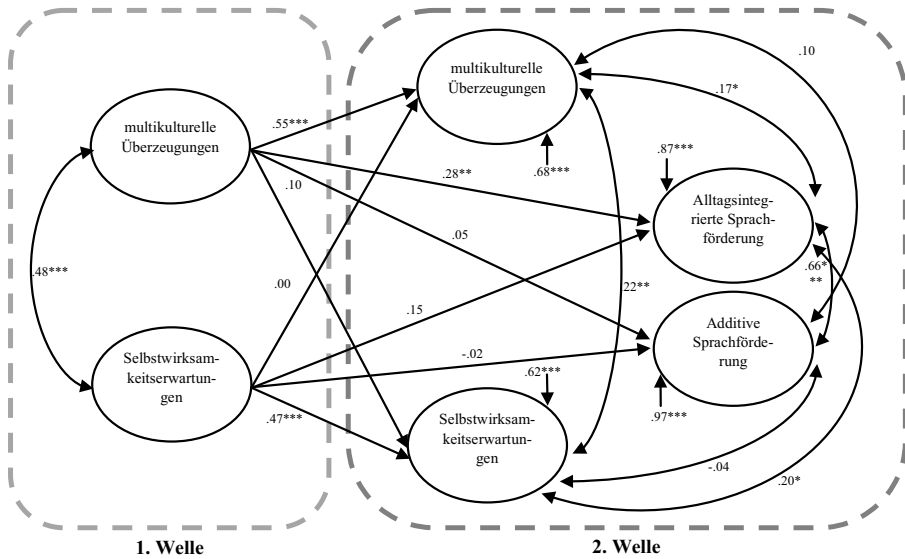 multikulturelle
Überzeugungen
Selbstwirksam-
keitserwartun-
gen
.48***
1. Welle
.55***
.10
.28**
.05
.00
.15
-.02
.47***
multikulturelle
Überzeugungen
.68***
.10
.17*
.87***
Alltagsinteg-
rierte Sprach-
förderung
.66*
**
.22**
Additive
Sprachförde-
rung
.97***
.62***
Selbstwirksam-
keitserwartun-
gen
-.04
.20*
2. Welle